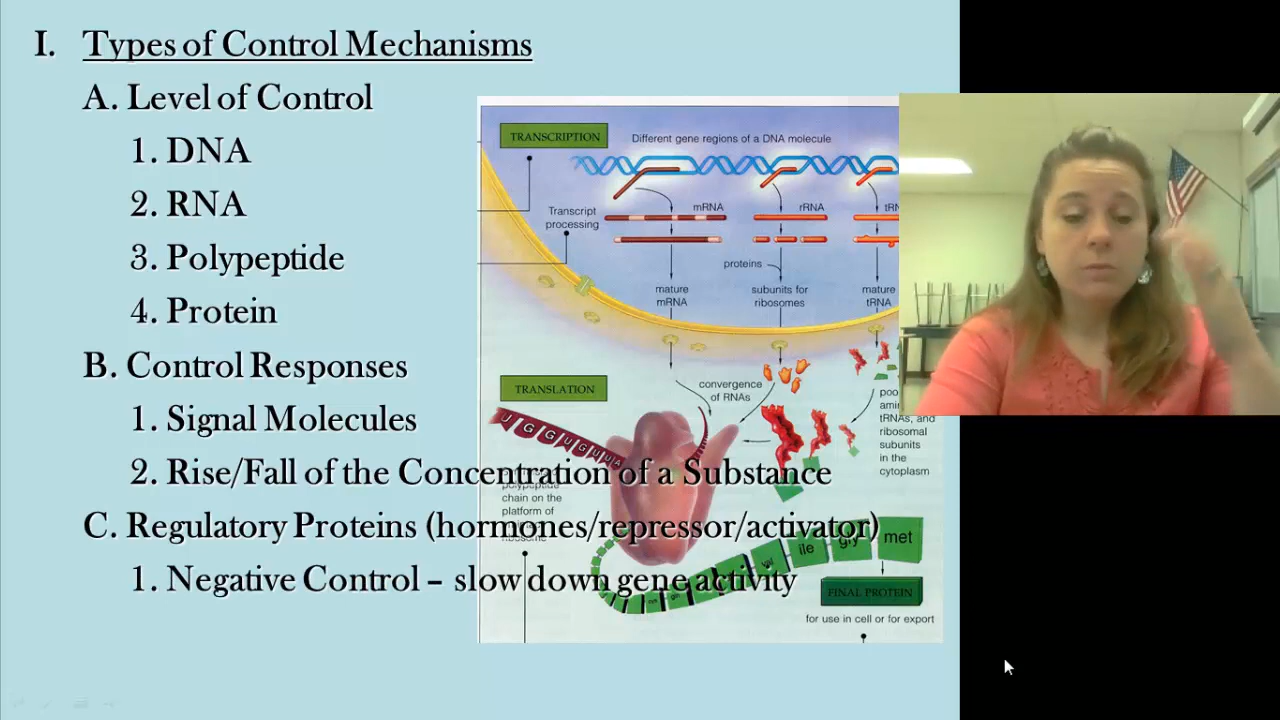 I. Types of Control Mechanisms
A. Level of Control
1. DNA
2. RNA
3. Polypeptide
4. Protein
B. Control Responses
1. Signal Molecules
2. Rise/Fall of the Concentration of a Substance
C. Regulatory Proteins (hormones/repressor/activator)
1. Negative Control – slow down gene activity
TRANSCRIPTION
Different gene regions of a DNA molecule
Transcript
processing
mRNA
rRNA
proteins
mature
mRNA
subunits for
ribosomes
mature
tRNA
TRANSLATION
convergence
of RNAs
tRNAs, and
ribosomal
subunits
in the
cytoplasm
UGGUGU
polypeptide
chain on the
platform of
val
ile
gly
met
FINAL PROTEIN
for use in cell or for export